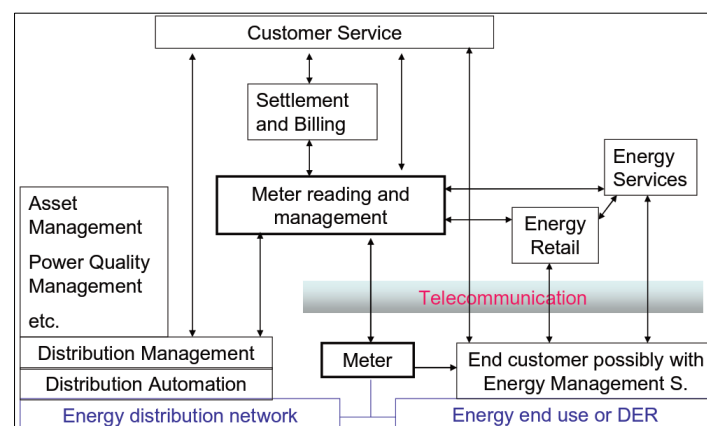 Customer Service
Settlement
and Billing
Energy
Services
Meter reading and
management
Asset
Management
Power Quality
Management
etc.
Energy
Retail
Telecommunication
Distribution Management
Meter
End customer possibly with
Energy Management S.
Distribution Automation
Energy distribution network
Energy end use or DER